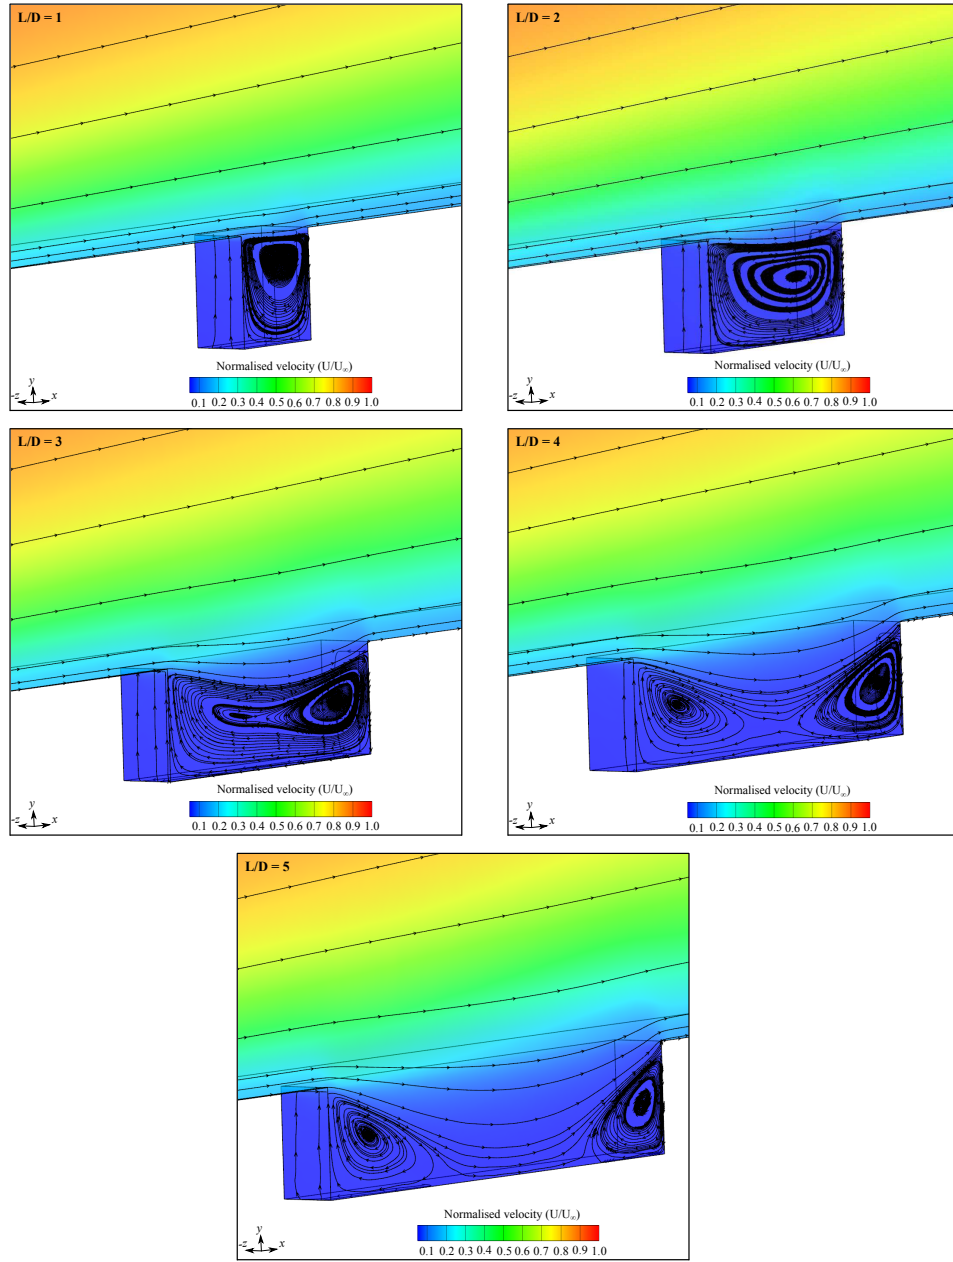 L/D = 1
Normalised velocity (U/U∞)
0.1 0.2 0.3 0.4 0.5 0.6 0.7 0.8 0.9 1.0
y
-z x
L/D = 2
Normalised velocity (U/U∞)
0.1 0.2 0.3 0.4 0.5 0.6 0.7 0.8 0.9 1.0
y
-z x
L/D = 3
Normalised velocity (U/U∞)
0.1 0.2 0.3 0.4 0.5 0.6 0.7 0.8 0.9 1.0
y
-z x
L/D = 4
Normalised velocity (U/U∞)
0.1 0.2 0.3 0.4 0.5 0.6 0.7 0.8 0.9 1.0
y
-z x
L/D = 5
Normalised velocity (U/U∞)
0.1 0.2 0.3 0.4 0.5 0.6 0.7 0.8 0.9 1.0
y
-z x